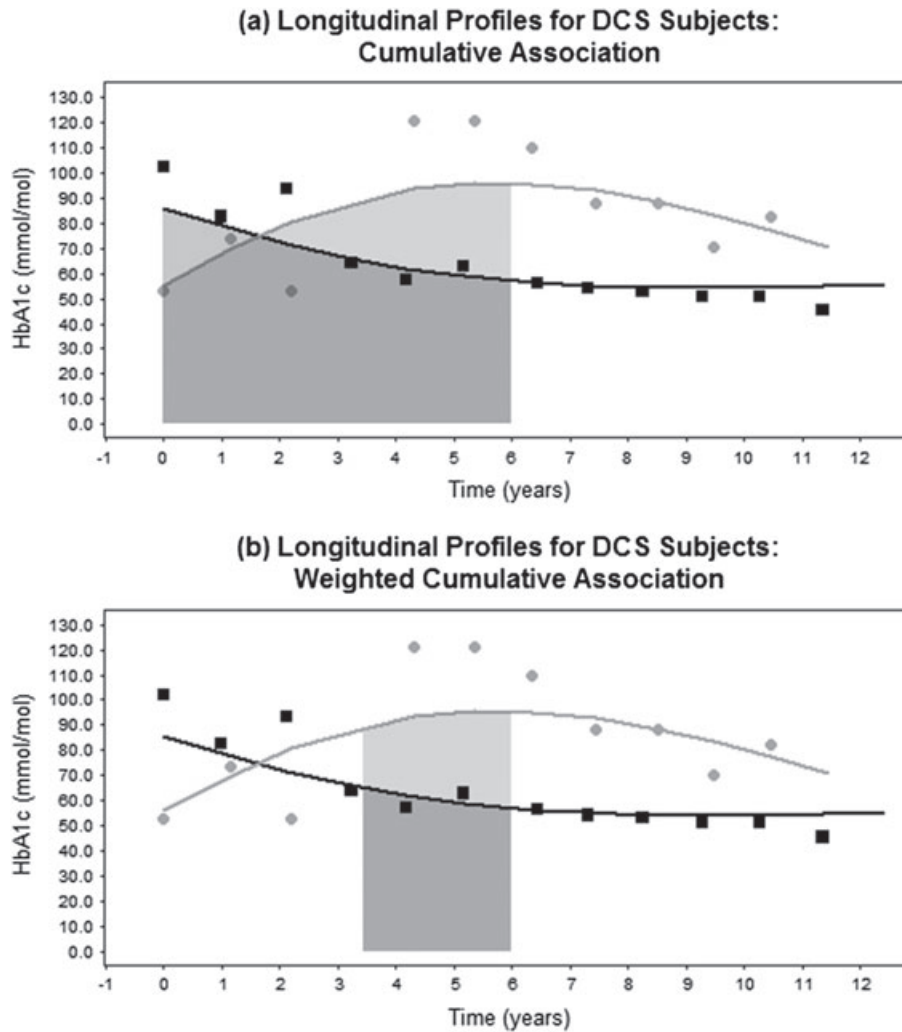 (a) Longitudinal Profiles for DCS Subjects:
Cumulative Association
HbA1c (mmol/mol)
130.0
120.0
110.0
100.0
90.0
80.0
70.0
60.0
50.0
40.0
30.0
20.0
10.0
0.0
-1 0 1 2 3 4 5 6 7 8 9 10 11 12
Time (years)
(b) Longitudinal Profiles for DCS Subjects:
Weighted Cumulative Association
HbA1c (mmol/mol)
130.0
120.0
110.0
100.0
90.0
80.0
70.0
60.0
50.0
40.0
30.0
20.0
10.0
0.0
-1 0 1 2 3 4 5 6 7 8 9 10 11 12
Time (years)